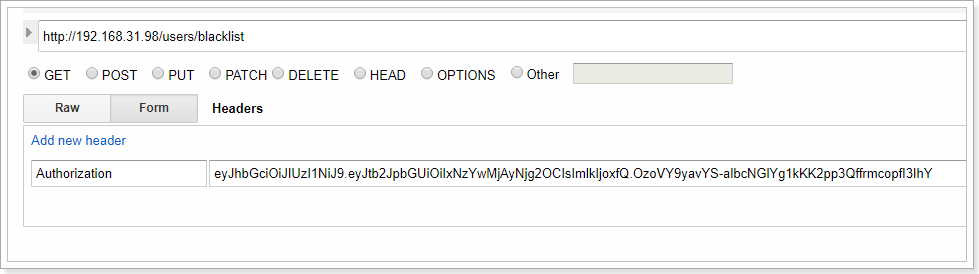 http://192.168.31.98/users/blacklist
GET POST PUT PATCH DELETE HEAD OPTIONS Other
Raw Form Headers
Add new header
Authorization eyJhbGciOiJIUzI1NiJ9.eyJtb2JpbGUiOiIxNzYwMjAyNjg2OCIsImlkIjoxfQ.OzoVY9yavYS-albcNGlYg1kKK2pp3QffrmcopfI3IhY